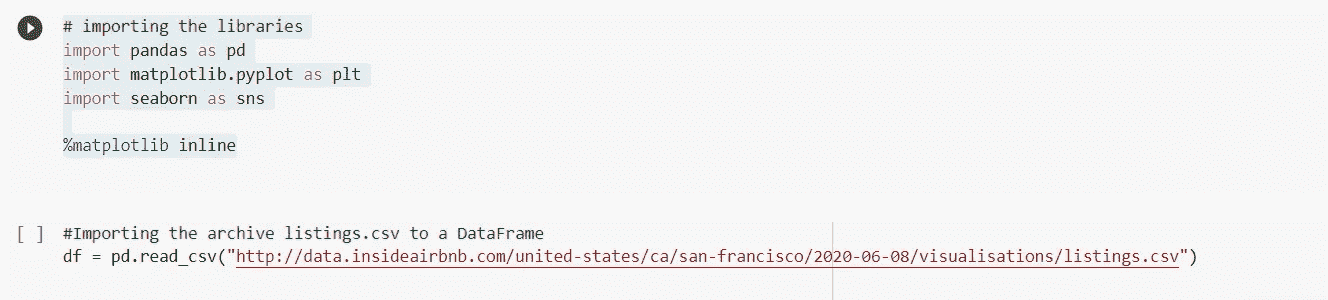 # importing the libraries
import pandas as pd
import matplotlib.pyplot as plt
import seaborn as sns
%matplotlib inline
[ ] #Importing the archive listings.csv to a DataFrame
df = pd.read_csv("http://data.insideairbnb.com/united-states/ca/san-francisco/2020-06-08/visualisations/listings.csv")